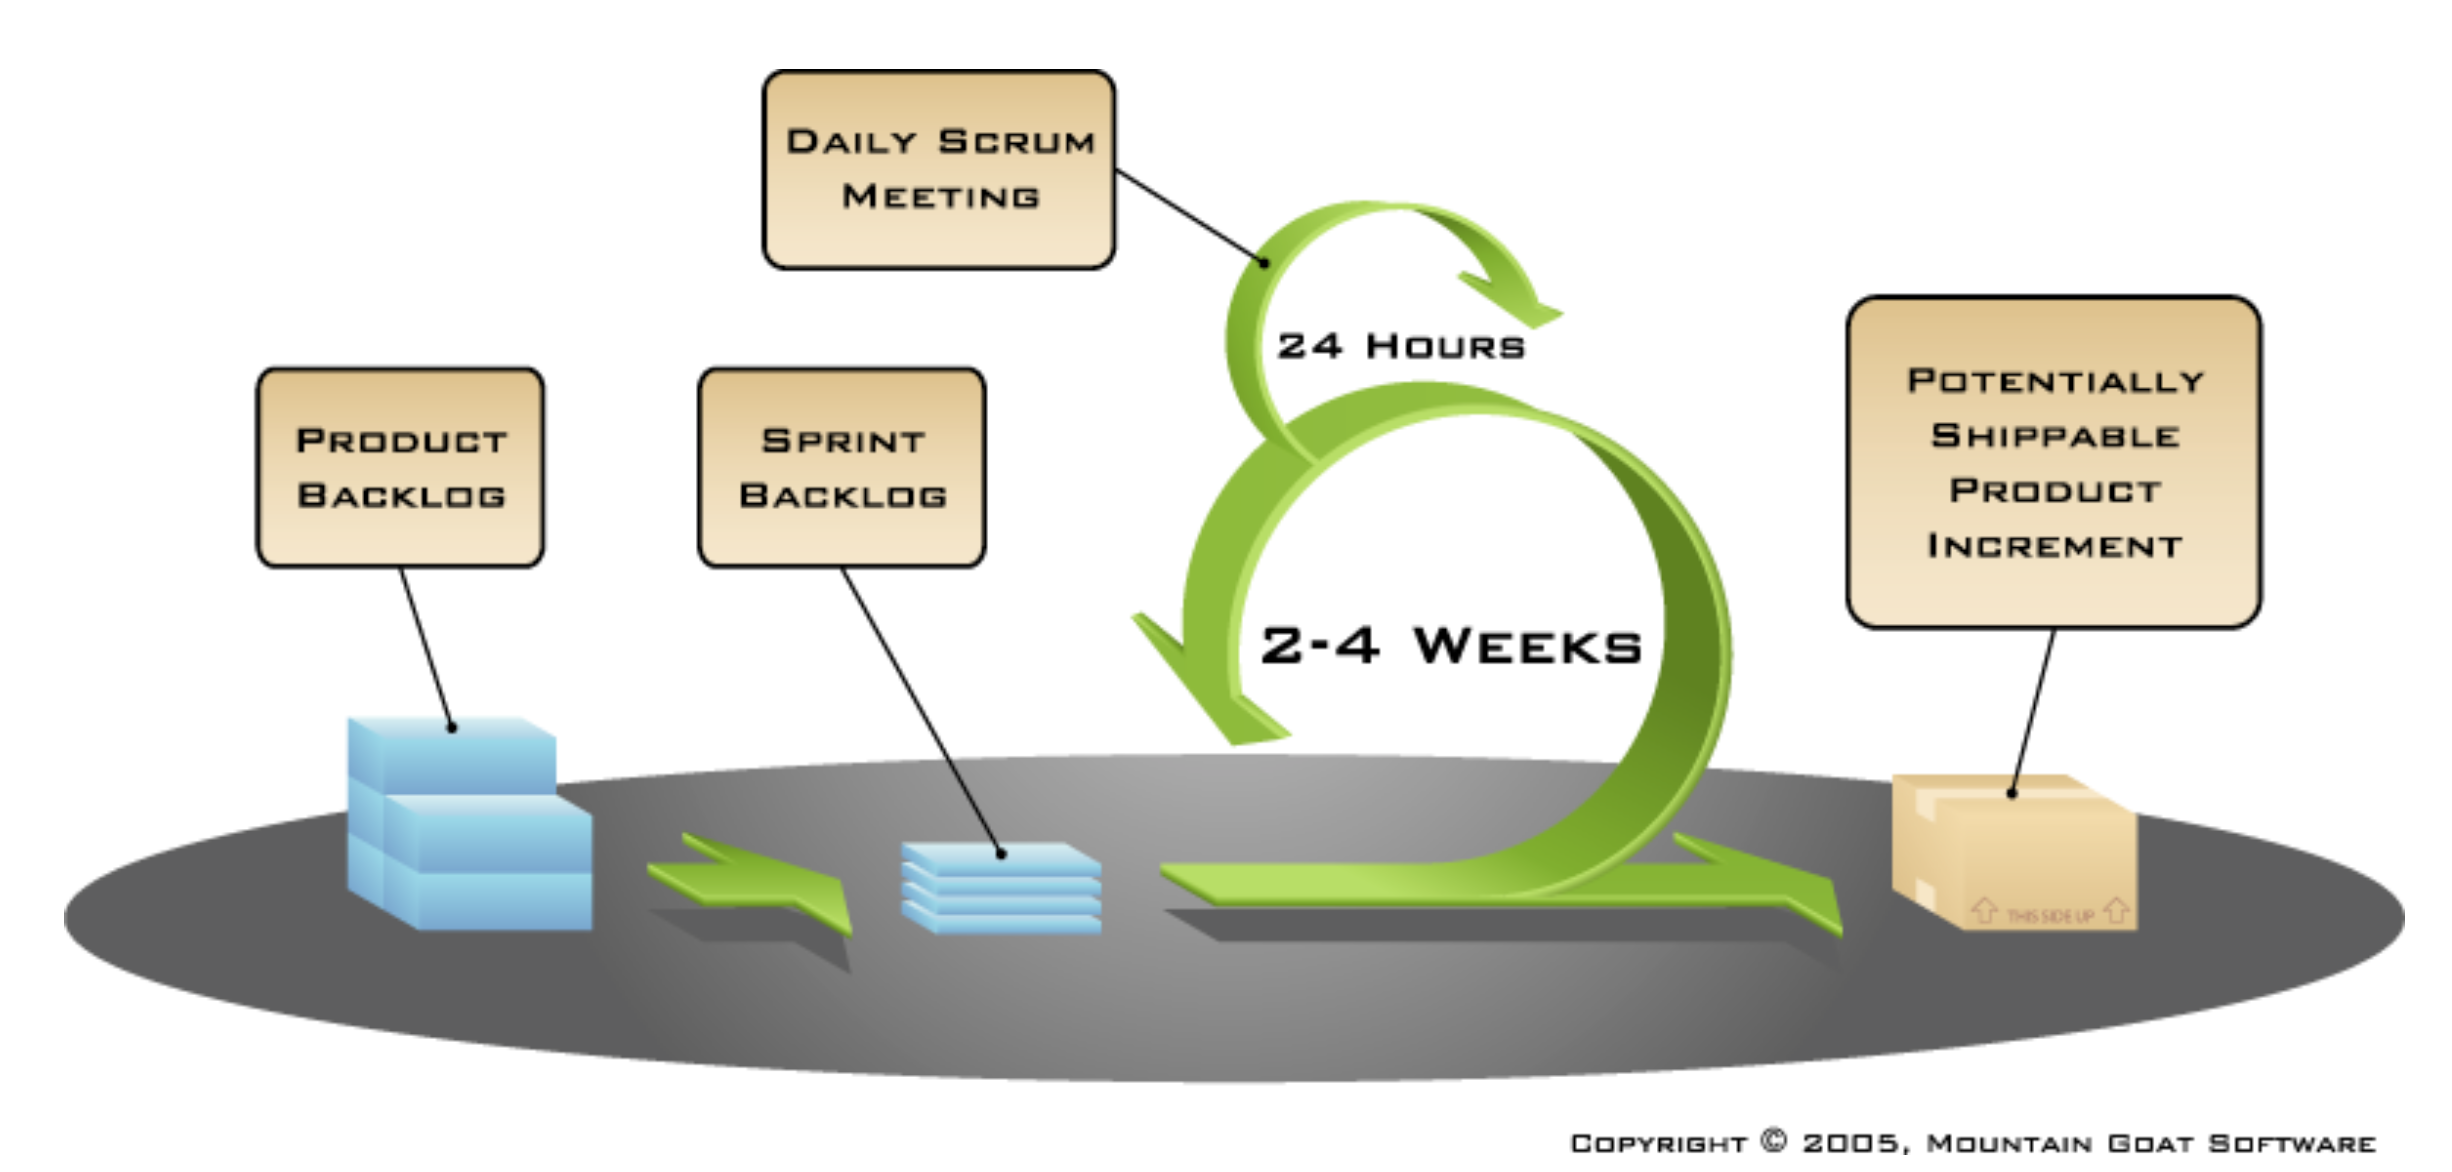 Daily Scrum
Meeting
24 Hours
Product
Backlog
Sprint
Backlog
2-4 Weeks
Potentially
Shippable
Product
Increment
THIS SIDE UP
Copyright © 2005, Mountain Goat Software